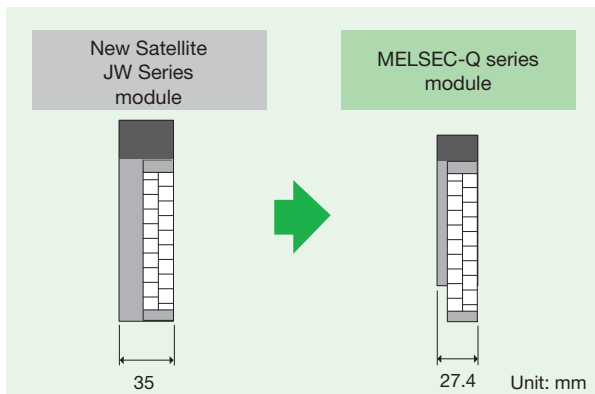 New Satellite
JW Series
module
MELSEC-Q series
module
35
27.4
Unit: mm